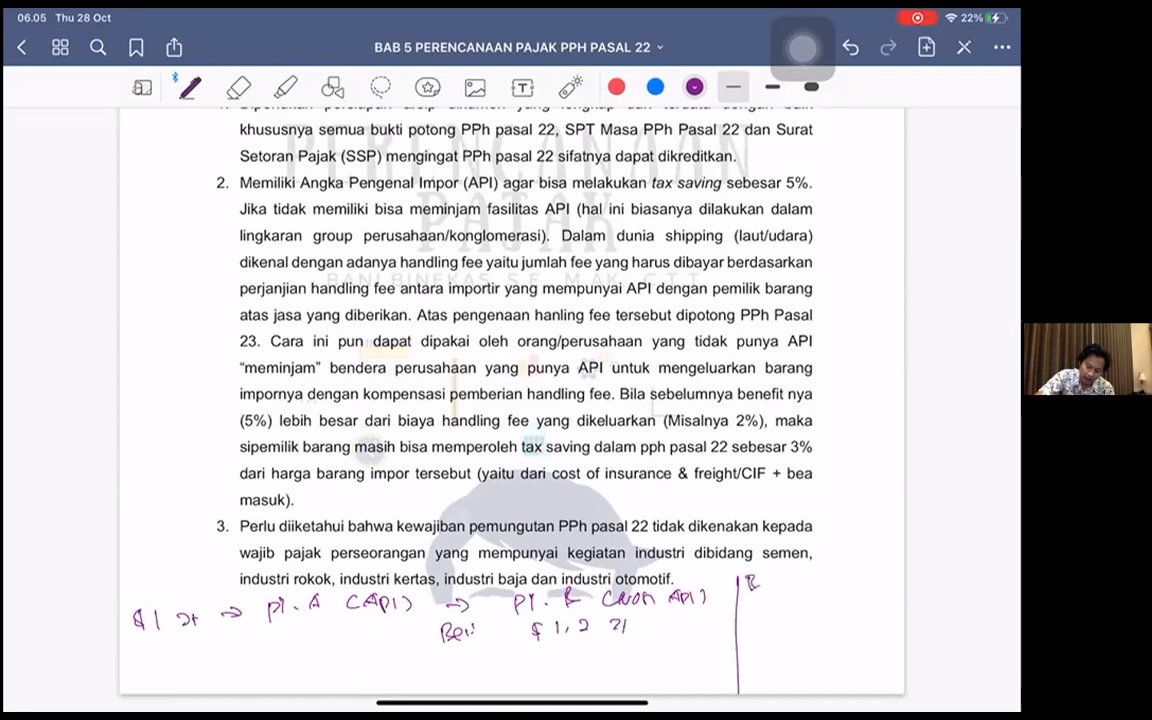 06.05 Thu 28 Oct
22%
BAB 5 PERENCANAAN PAJAK PPH PASAL 22
khususnya semua bukti potong PPh pasal 22, SPT Masa PPh Pasal 22 dan Surat
Setoran Pajak (SSP) mengingat PPh pasal 22 sifatnya dapat dikreditkan.
2. Memiliki Angka Pengenal Impor (API) agar bisa melakukan tax saving sebesar 5%.
Jika tidak memiliki bisa meminjam fasilitas API (hal ini biasanya dilakukan dalam
lingkaran group perusahaan/konglomerasi). Dalam dunia shipping (laut/udara)
dikenal dengan adanya handling fee yaitu jumlah fee yang harus dibayar berdasarkan
perjanjian handling fee antara importir yang mempunyai API dengan pemilik barang
atas jasa yang diberikan. Atas pengenaan hanling fee tersebut dipotong PPh Pasal
23. Cara ini pun dapat dipakai oleh orang/perusahaan yang tidak punya API
“meminjam” bendera perusahaan yang punya API untuk mengeluarkan barang
impornya dengan kompensasi pemberian handling fee. Bila sebelumnya benefit nya
(5%) lebih besar dari biaya handling fee yang dikeluarkan (Misalnya 2%), maka
sipemilik barang masih bisa memperoleh tax saving dalam pph pasal 22 sebesar 3%
dari harga barang impor tersebut (yaitu dari cost of insurance & freight/CIF + bea
masuk).
3. Perlu diiketahui bahwa kewajiban pemungutan PPh pasal 22 tidak dikenakan kepada
wajib pajak perseorangan yang mempunyai kegiatan industri dibidang semen,
industri rokok, industri kertas, industri baja dan industri otomotif.
$1 → PT. A (API) → PT. B (NON API)
$ 1,2
PERENCANAAN
PAJAK
RANI BINEKAS S.E. M.AK. C.T.T